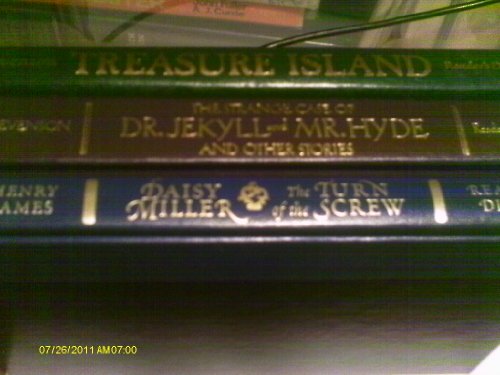 TREASURE ISLAND
THE STRANGE CASE OF
EVENSON
DR. JEKYLL and MR. HYDE
AND OTHER STORIES
HENRY
JAMES
DAISY
MILLER
The TURN
of the SCREW
07/26/2011 AM07:00